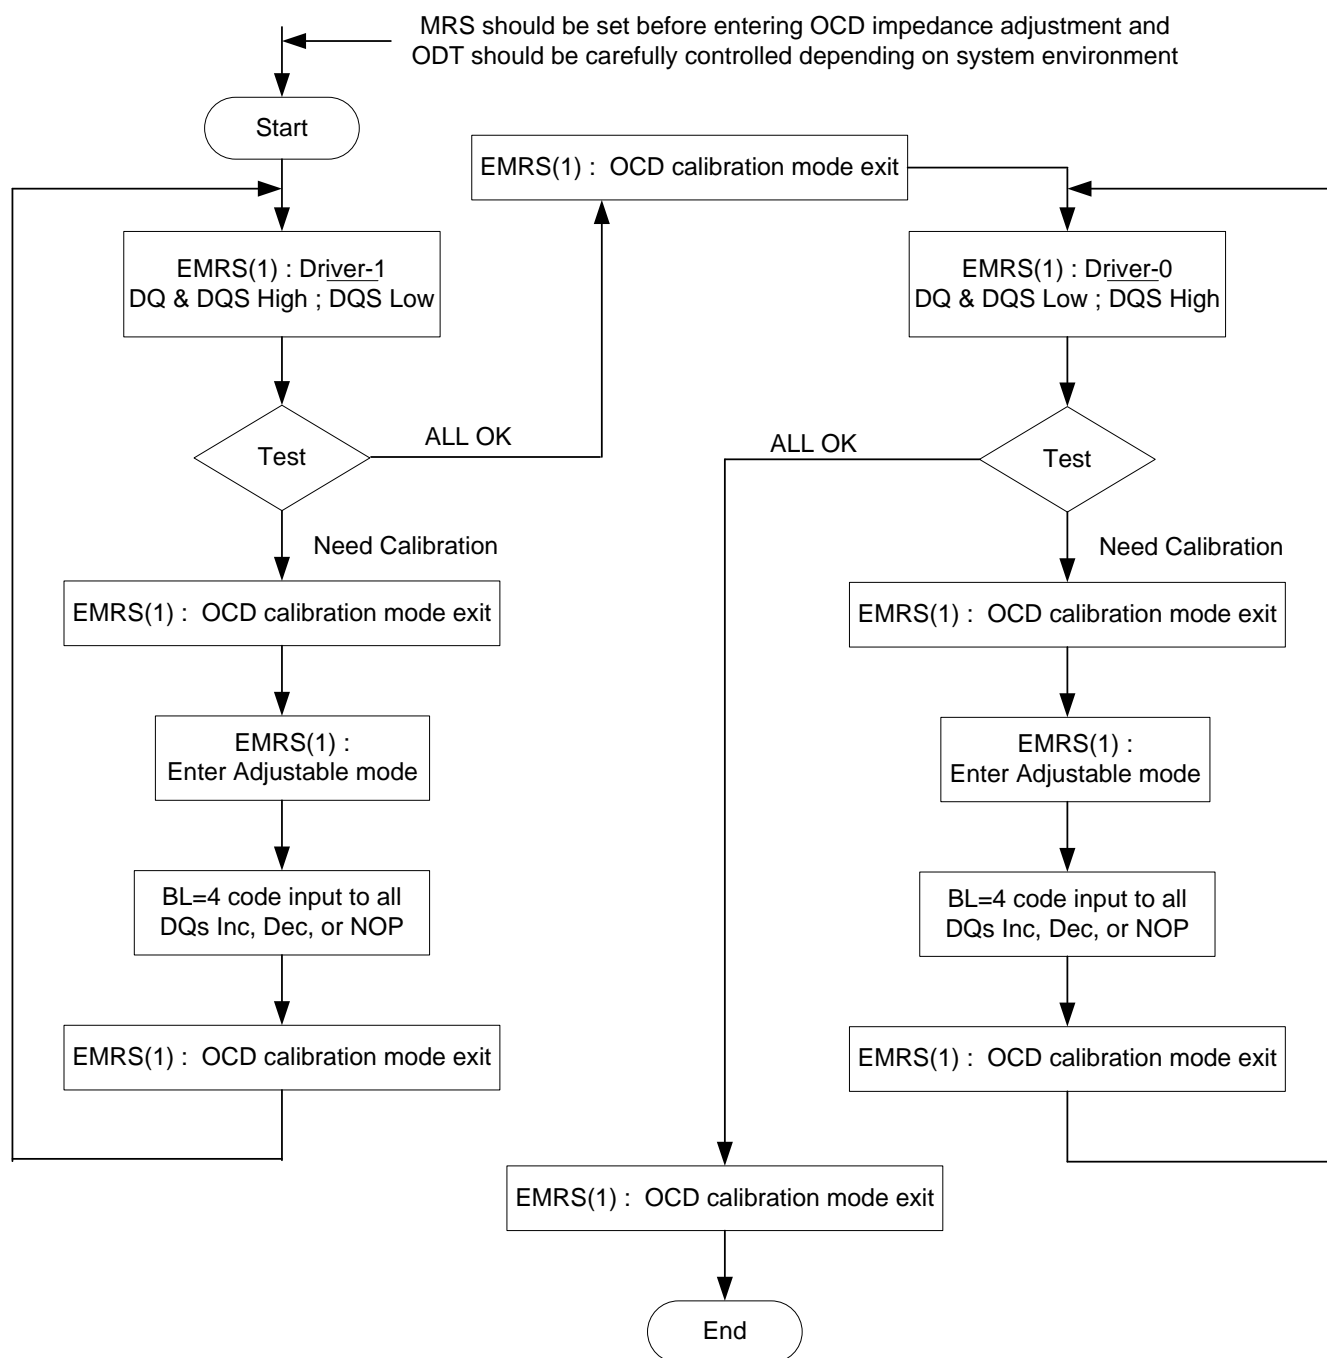 MRS should be set before entering OCD impedance adjustment and
ODT should be carefully controlled depending on system environment
Start
EMRS(1) :  OCD calibration mode exit
EMRS(1) : Driver-1
DQ & DQS High ; D̅Q̅S̅ Low
EMRS(1) : Driver-0
DQ & DQS Low ; D̅Q̅S̅ High
Test
ALL OK
ALL OK
Test
Need Calibration
Need Calibration
EMRS(1) :  OCD calibration mode exit
EMRS(1) :  OCD calibration mode exit
EMRS(1) :
Enter Adjustable mode
EMRS(1) :
Enter Adjustable mode
BL=4 code input to all
DQs Inc, Dec, or NOP
BL=4 code input to all
DQs Inc, Dec, or NOP
EMRS(1) :  OCD calibration mode exit
EMRS(1) :  OCD calibration mode exit
EMRS(1) :  OCD calibration mode exit
End